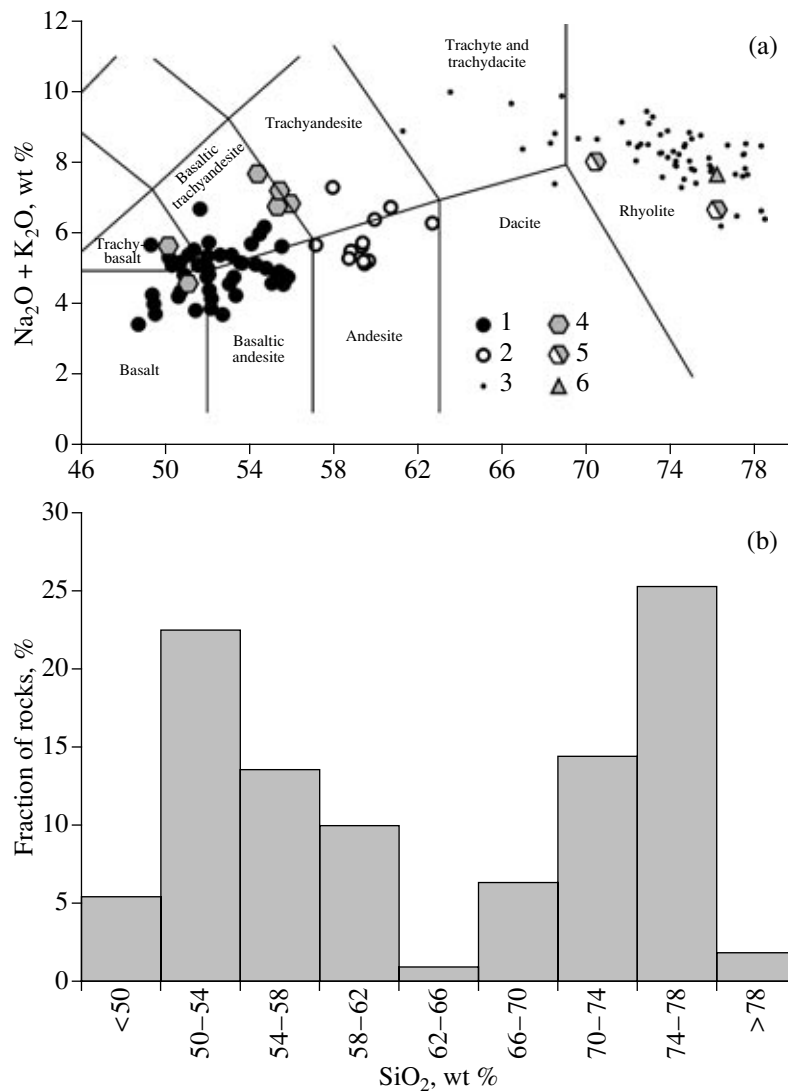 12
10
8
6
4
2
0
Na₂O + K₂O, wt %
(a)
Trachyte and
trachydacite
Trachyandesite
Basaltic
trachyandesite
Trachy-
basalt
Dacite
Rhyolite
Basaltic
andesite
Andesite
Basalt
1 4
2 5
3 6
46 50 54 58 62 66 70 74 78
30
25
20
15
10
5
0
Fraction of rocks, %
(b)
<50 50–54 54–58 58–62 62–66 66–70 70–74 74–78 >78
SiO₂, wt %